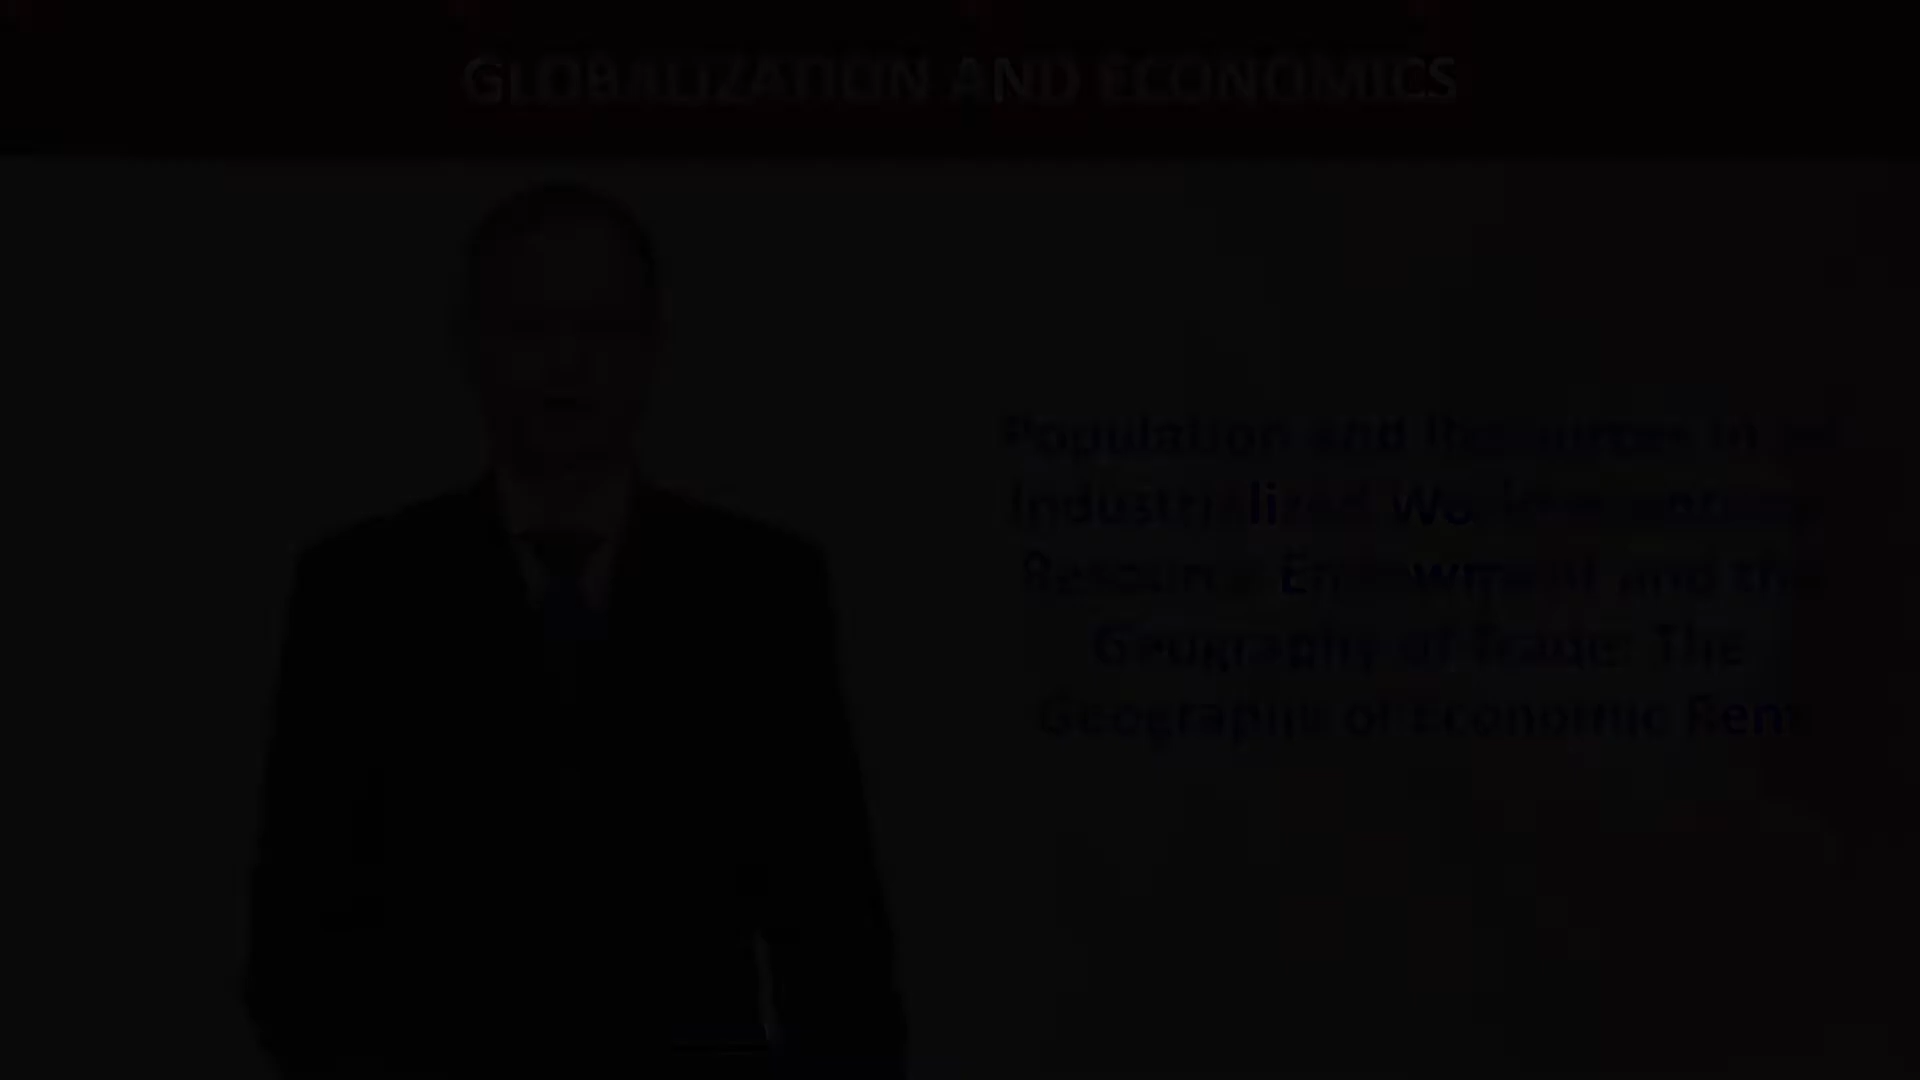 GLOBALIZATION AND ECONOMICS
Population and Resources in an
Industrialized World
Resource Endowment and the
Geography of Trade: The
Geography of Economic Rent